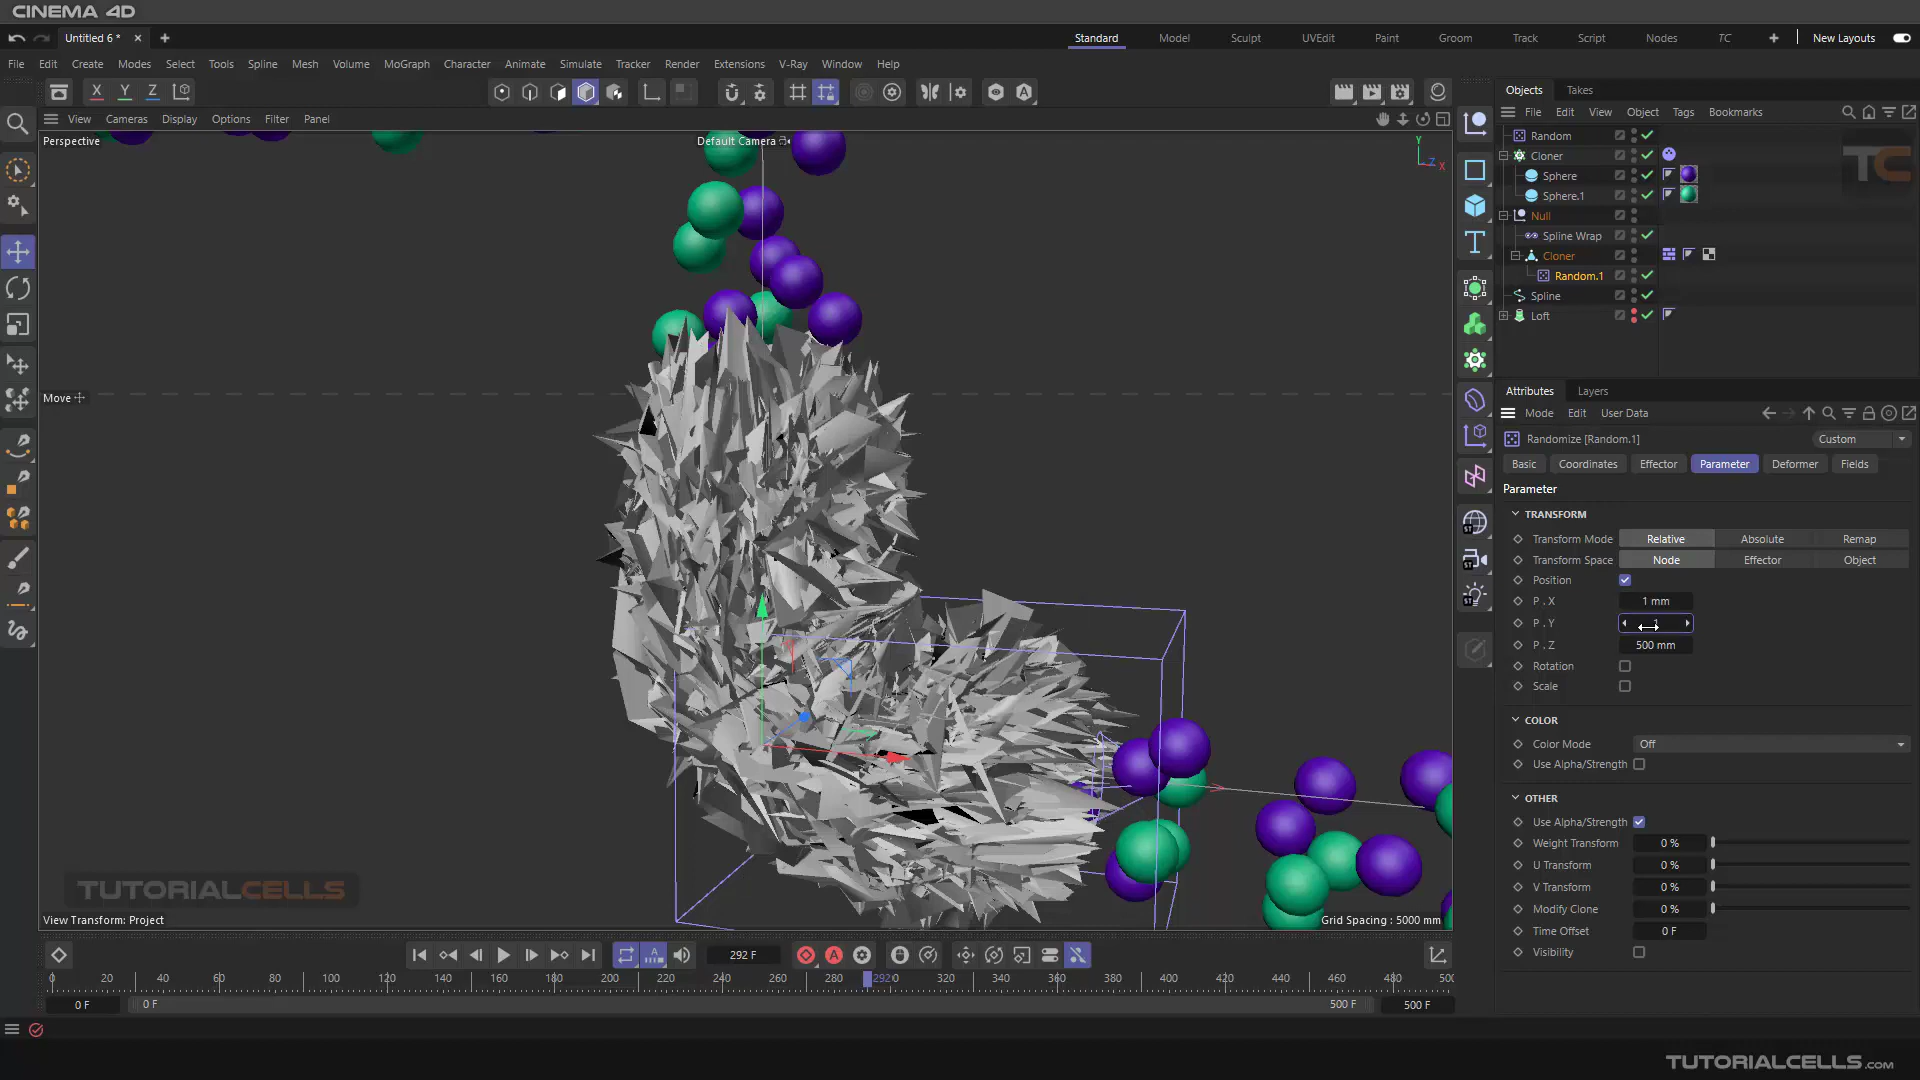 CINEMA 4D
Untitled 6 *
Standard Model Sculpt UVEdit Paint Groom Track Script Nodes TC New Layouts
File Edit Create Modes Select Tools Spline Mesh Volume MoGraph Character Animate Simulate Tracker Render Extensions V-Ray Window Help
X Y Z
View Cameras Display Options Filter Panel
Perspective
Default Camera
Y Z X
Move
TUTORIALCELLS
View Transform: Project
Grid Spacing : 5000 mm
Objects Takes
File Edit View Object Tags Bookmarks
Random
Cloner
Sphere
Sphere.1
Null
Spline Wrap
Cloner
Random.1
Spline
Loft
TC
Attributes Layers
Mode Edit User Data
Randomize [Random.1] Custom
Basic Coordinates Effector Parameter Deformer Fields
Parameter
TRANSFORM
Transform Mode Relative Absolute Remap
Transform Space Node Effector Object
Position
P . X 1 mm
P . Y
P . Z 500 mm
Rotation
Scale
COLOR
Color Mode Off
Use Alpha/Strength
OTHER
Use Alpha/Strength
Weight Transform 0 %
U Transform 0 %
V Transform 0 %
Modify Clone 0 %
Time Offset 0 F
Visibility
292 F
0 20 40 60 80 100 120 140 160 180 200 220 240 260 280 292 320 340 360 380 400 420 440 460 480 500
0 F 0 F 500 F 500 F
TUTORIALCELLS.COM